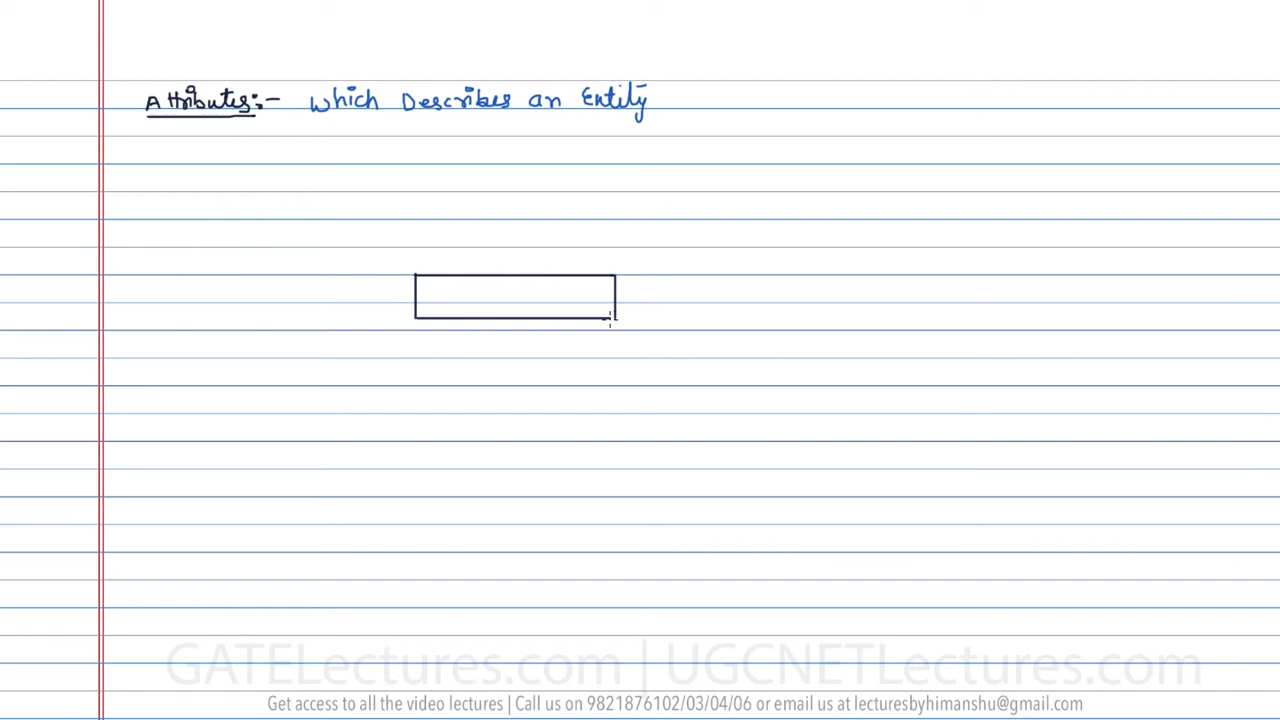 Attributes:- Which Describes an Entity
GATELectures.com | UGCNETLectures.com
Get access to all the video lectures | Call us on 9821876102/03/04/06 or email us at lecturesbyhimanshu@gmail.com